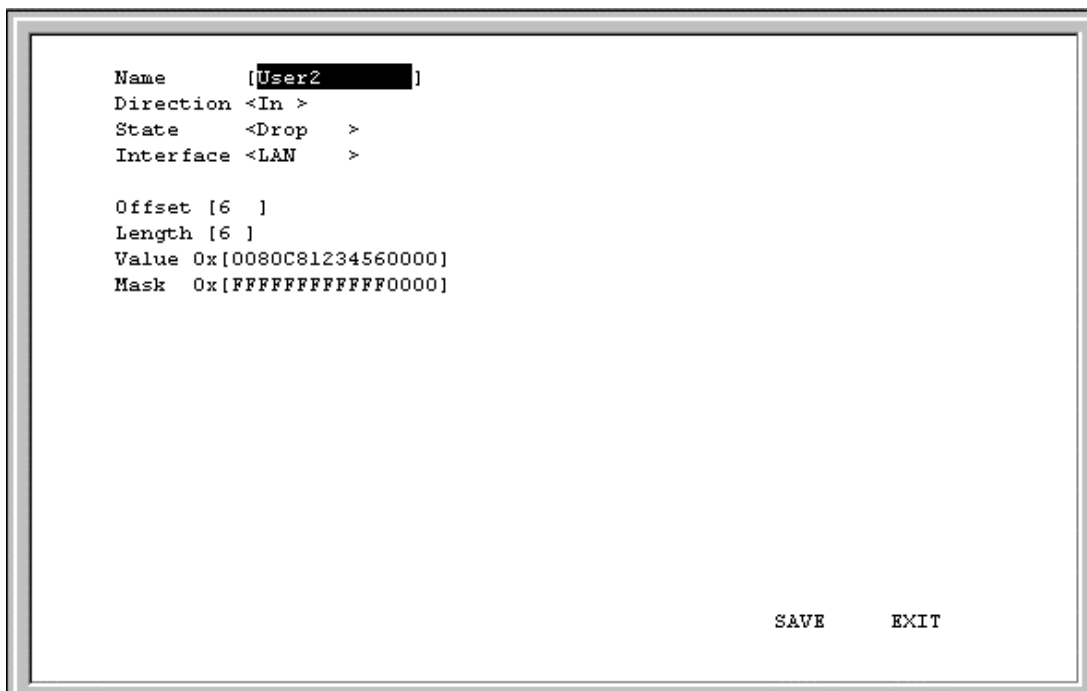 Name [User2 ]
Direction <In >
State <Drop >
Interface <LAN >
Offset [6 ]
Length [6 ]
Value 0x[0080C81234560000]
Mask 0x[FFFFFFFFFFFF0000]
SAVE EXIT